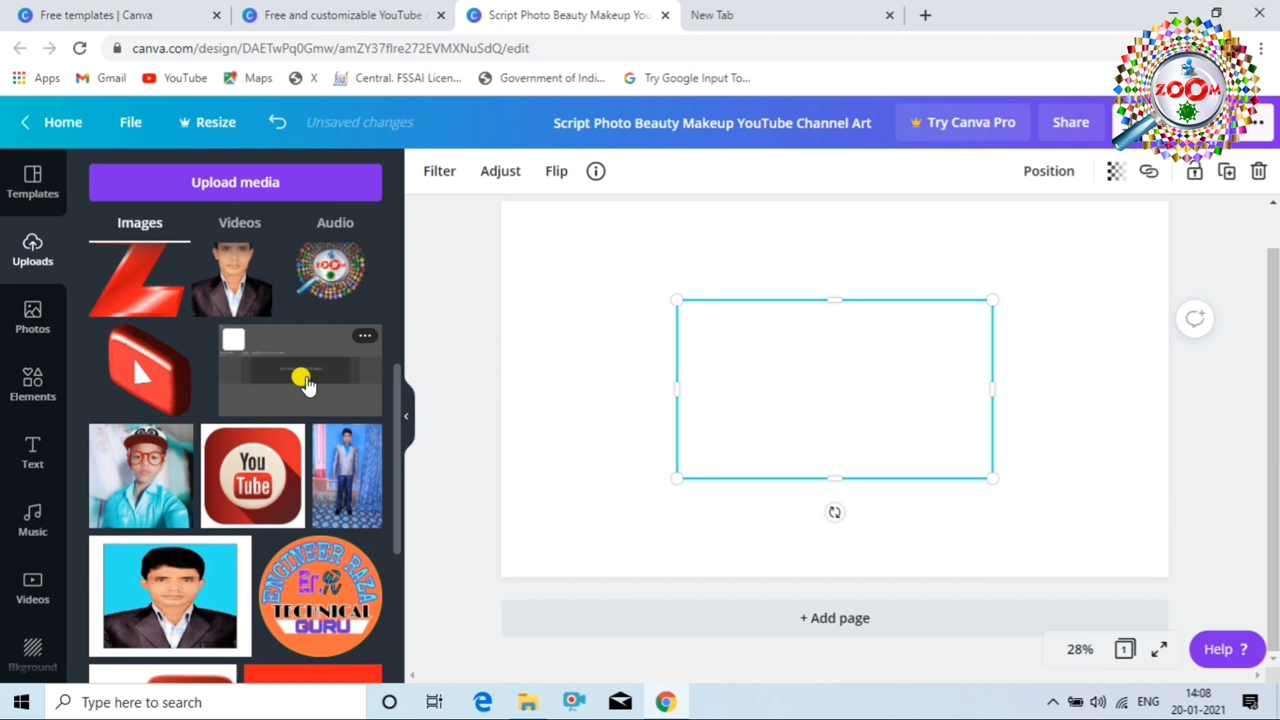 Free templates | Canva
Free and customizable YouTube c
Script Photo Beauty Makeup You
New Tab
canva.com/design/DAETwPq0Gmw/amZY37flre272EVMXNuSdQ/edit
Apps
Gmail
YouTube
Maps
X
Central. FSSAI Licen...
Government of Indi...
Try Google Input To...
ZOOM
Home
File
Resize
Unsaved changes
Script Photo Beauty Makeup YouTube Channel Art
Try Canva Pro
Share
Templates
Uploads
Photos
Elements
Text
Music
Videos
Bkground
Upload media
Images
Videos
Audio
Filter
Adjust
Flip
Position
Z
ZOOM
You
Tube
ENGINEER RAZA
Er.R
TECHNICAL
GURU
+ Add page
28%
1
Help ?
Type here to search
ENG
14:08
20-01-2021